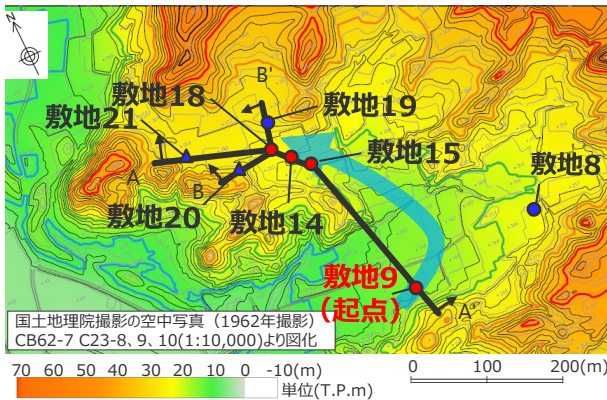 N
B'
敷地18
敷地19
敷地21
敷地15
A
B
敷地8
敷地20
敷地14
敷地9
(起点)
A'
国土地理院撮影の空中写真（1962年撮影）
CB62-7 C23-8、9、10(1:10,000)より図化
70 60 50 40 30 20 10 0 -10(m)
単位(T.P.m)
0 100 200(m)